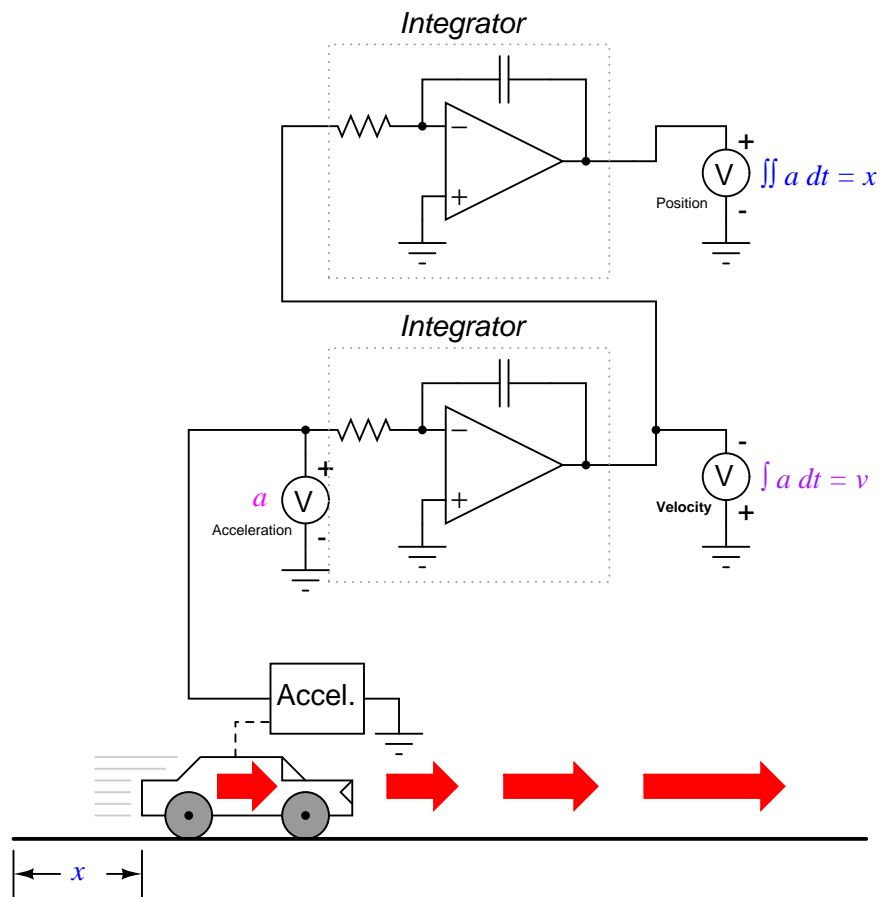 Integrator
−
+
+
V
-
∬ a dt = x
Position
Integrator
−
+
-
V
+
∫ a dt = v
Velocity
+
V
-
a
Acceleration
Accel.
x